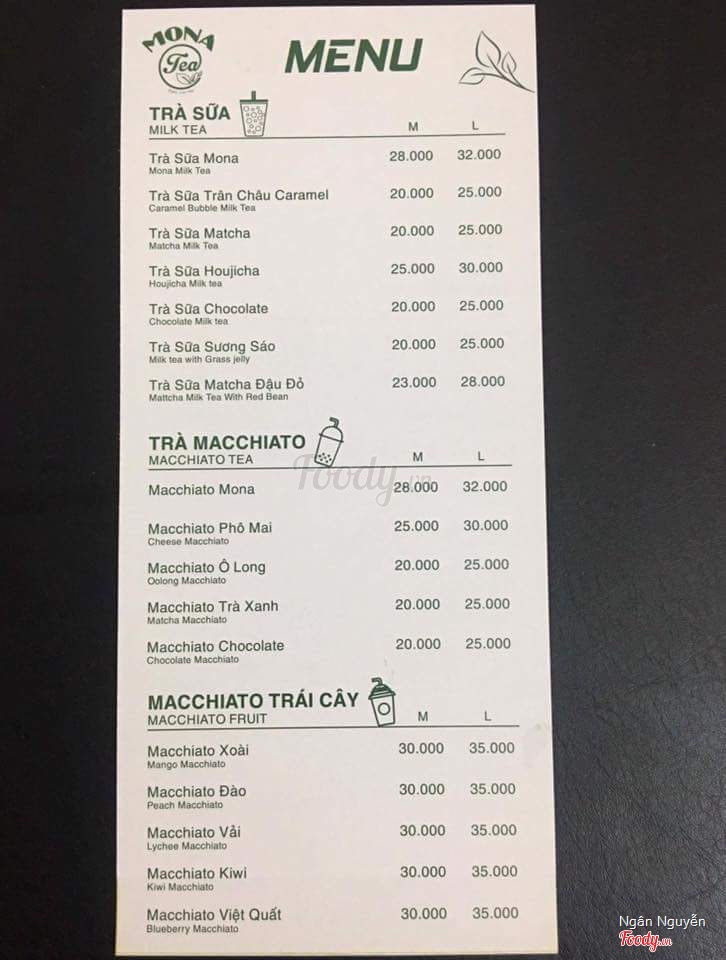 MONA
Tea
MENU
TRÀ SỮA
MILK TEA
M L
Trà Sữa Mona 28.000 32.000
Mona Milk Tea
Trà Sữa Trân Châu Caramel 20.000 25.000
Caramel Bubble Milk Tea
Trà Sữa Matcha 20.000 25.000
Matcha Milk Tea
Trà Sữa Houjicha 25.000 30.000
Houjicha Milk tea
Trà Sữa Chocolate 20.000 25.000
Chocolate Milk tea
Trà Sữa Sương Sáo 20.000 25.000
Milk tea with Grass jelly
Trà Sữa Matcha Đậu Đỏ 23.000 28.000
Mattcha Milk Tea With Red Bean
TRÀ MACCHIATO
MACCHIATO TEA M L
Macchiato Mona 28.000 32.000
Macchiato Phô Mai 25.000 30.000
Cheese Macchiato
Macchiato Ô Long 20.000 25.000
Oolong Macchiato
Macchiato Trà Xanh 20.000 25.000
Matcha Macchiato
Macchiato Chocolate 20.000 25.000
Chocolate Macchiato
MACCHIATO TRÁI CÂY
MACCHIATO FRUIT M L
Macchiato Xoài 30.000 35.000
Mango Macchiato
Macchiato Đào 30.000 35.000
Peach Macchiato
Macchiato Vải 30.000 35.000
Lychee Macchiato
Macchiato Kiwi 30.000 35.000
Kiwi Macchiato
Macchiato Việt Quất 30.000 35.000
Blueberry Macchiato
Foody.vn
Ngân Nguyễn
Foody.vn